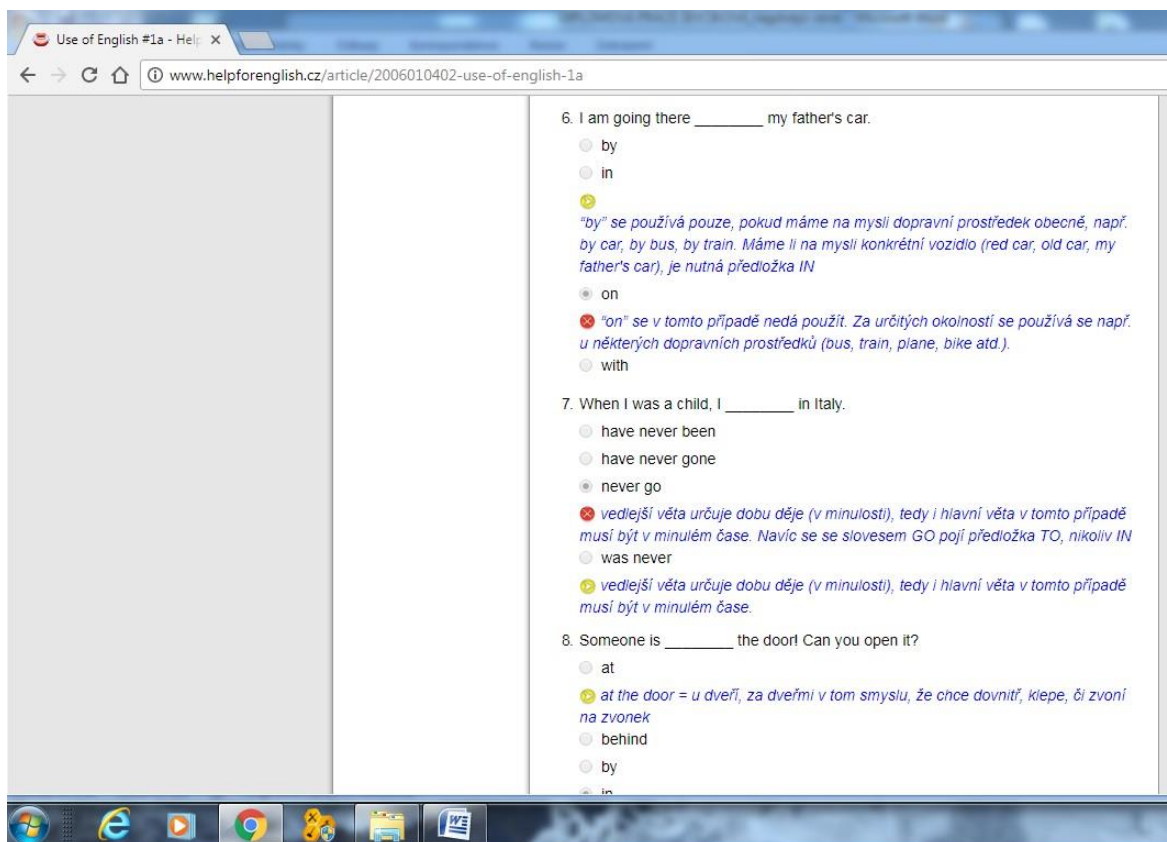 Use of English #1a - Help
www.helpforenglish.cz/article/2006010402-use-of-english-1a
6. I am going there ________ my father's car.
by
in
"by" se používá pouze, pokud máme na mysli dopravní prostředek obecně, např.
by car, by bus, by train. Máme li na mysli konkrétní vozidlo (red car, old car, my
father's car), je nutná předložka IN
on
"on" se v tomto případě nedá použít. Za určitých okolností se používá se např.
u některých dopravních prostředků (bus, train, plane, bike atd.).
with
7. When I was a child, I ________ in Italy.
have never been
have never gone
never go
vedlejší věta určuje dobu děje (v minulosti), tedy i hlavní věta v tomto případě
musí být v minulém čase. Navíc se se slovesem GO pojí předložka TO, nikoliv IN
was never
vedlejší věta určuje dobu děje (v minulosti), tedy i hlavní věta v tomto případě
musí být v minulém čase.
8. Someone is ________ the door! Can you open it?
at
at the door = u dveří, za dveřmi v tom smyslu, že chce dovnitř, klepe, či zvoní
na zvonek
behind
by
in